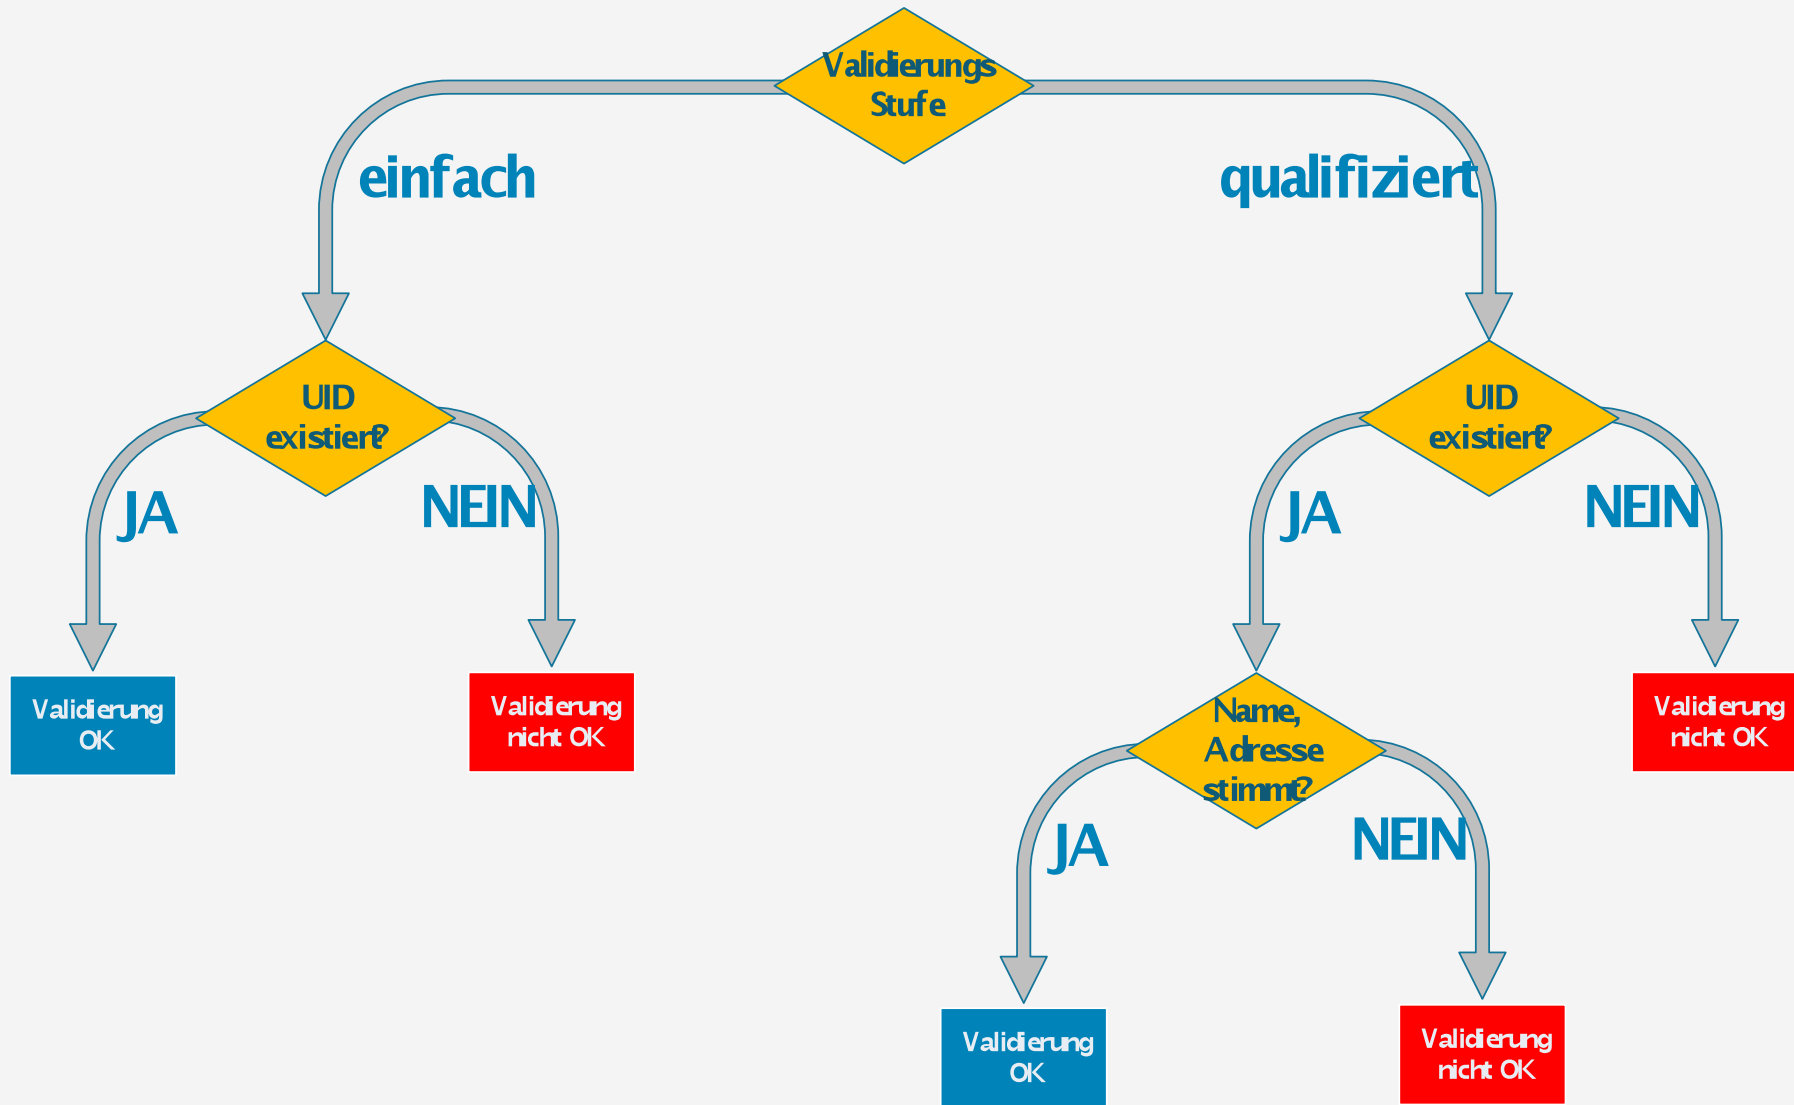 Validierungs
Stufe
einfach
qualifiziert
UID
existiert?
UID
existiert?
JA
NEIN
JA
NEIN
Validierung
OK
Validierung
nicht OK
Name,
Adresse
stimmt?
Validierung
nicht OK
JA
NEIN
Validierung
OK
Validierung
nicht OK